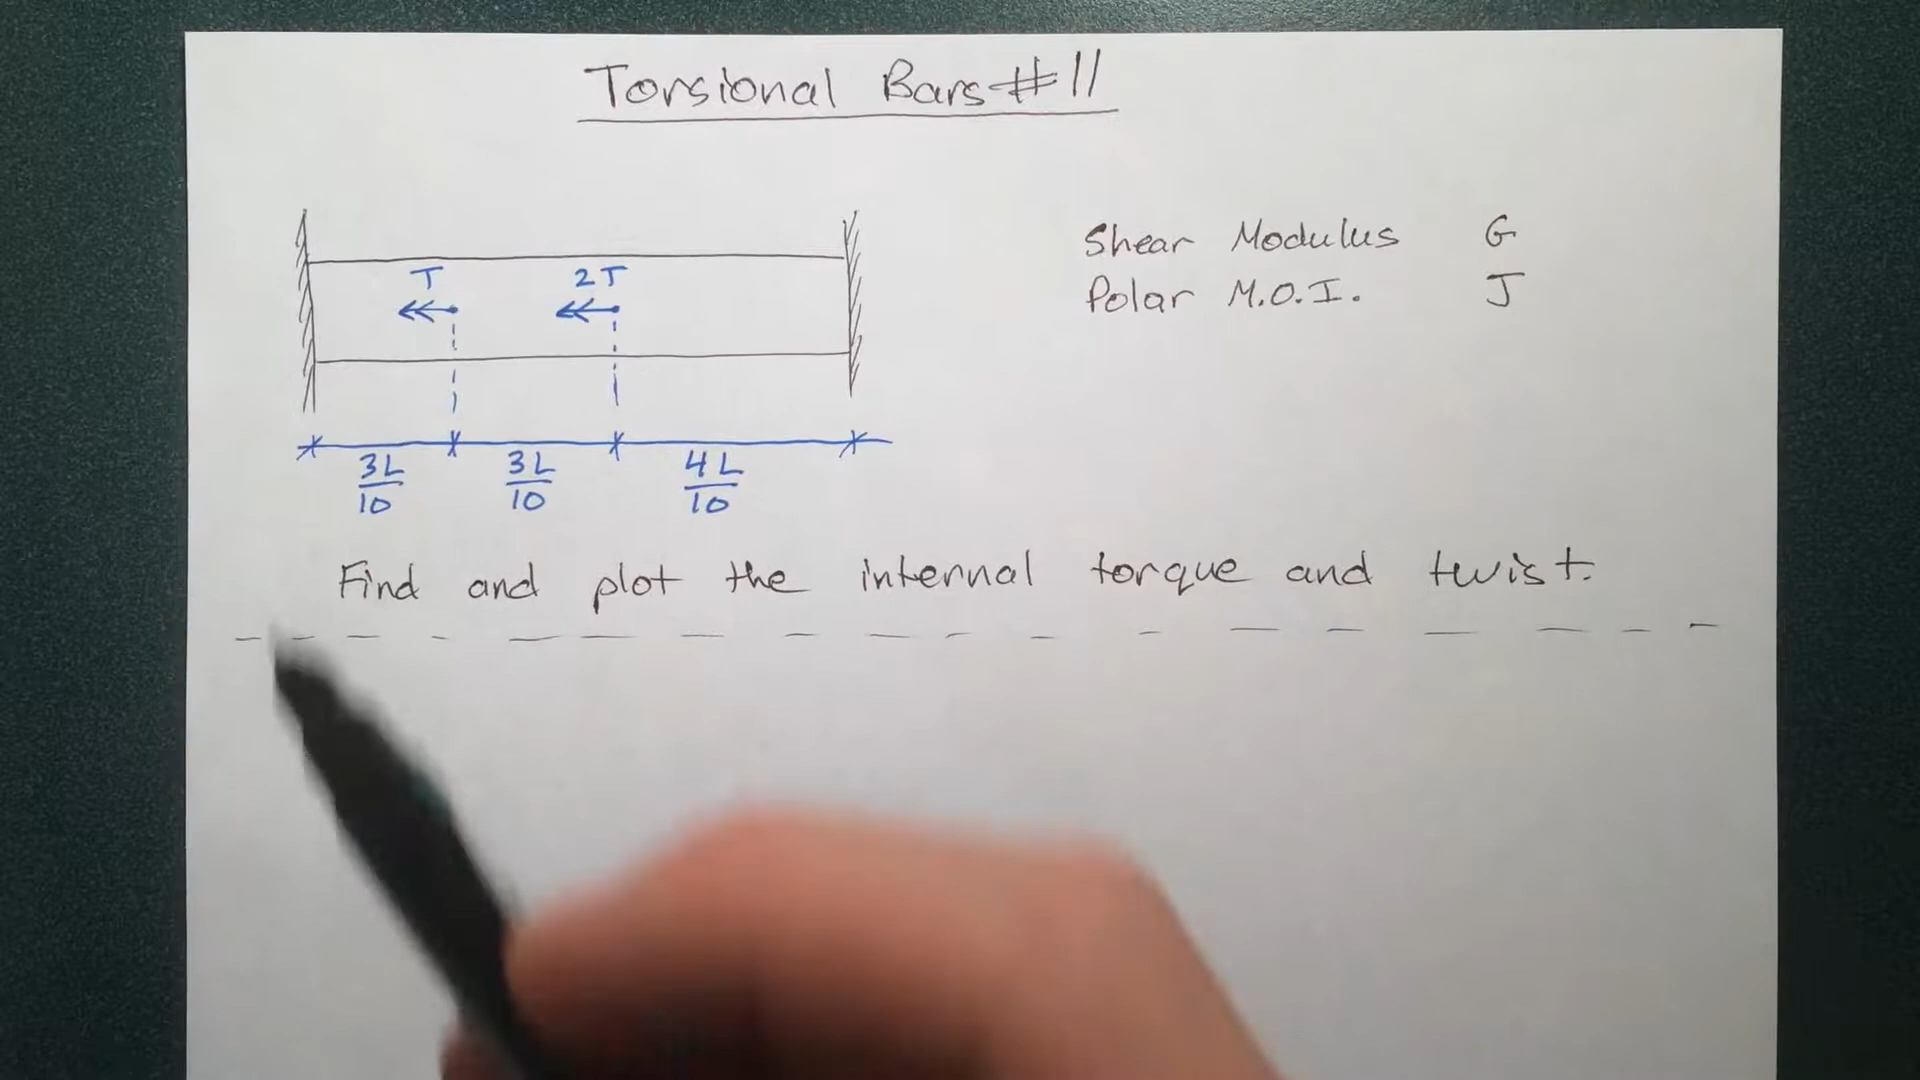 Torsional Bars #11
Shear Modulus G
Polar M.O.I. J
T 2T
3L/10 3L/10 4L/10
Find and plot the internal torque and twist.